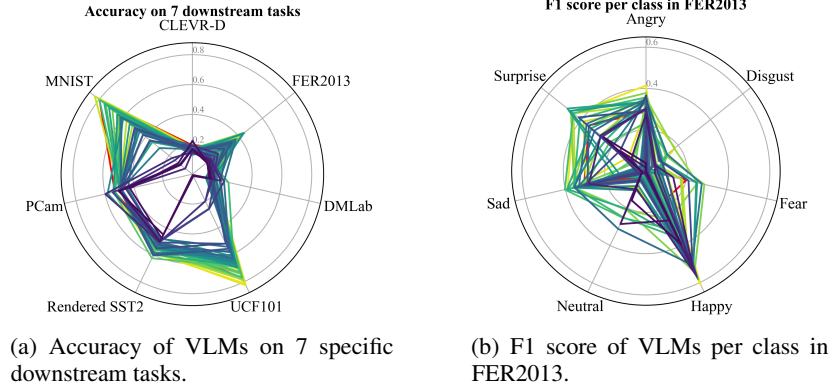 Accuracy on 7 downstream tasks
CLEVR-D
0.8
0.6
0.4
0.2
MNIST
FER2013
PCam
DMLab
Rendered SST2
UCF101
(a) Accuracy of VLMs on 7 specific
downstream tasks.
F1 score per class in FER2013
Angry
0.6
0.4
Surprise
Disgust
Sad
Fear
Neutral
Happy
(b) F1 score of VLMs per class in
FER2013.